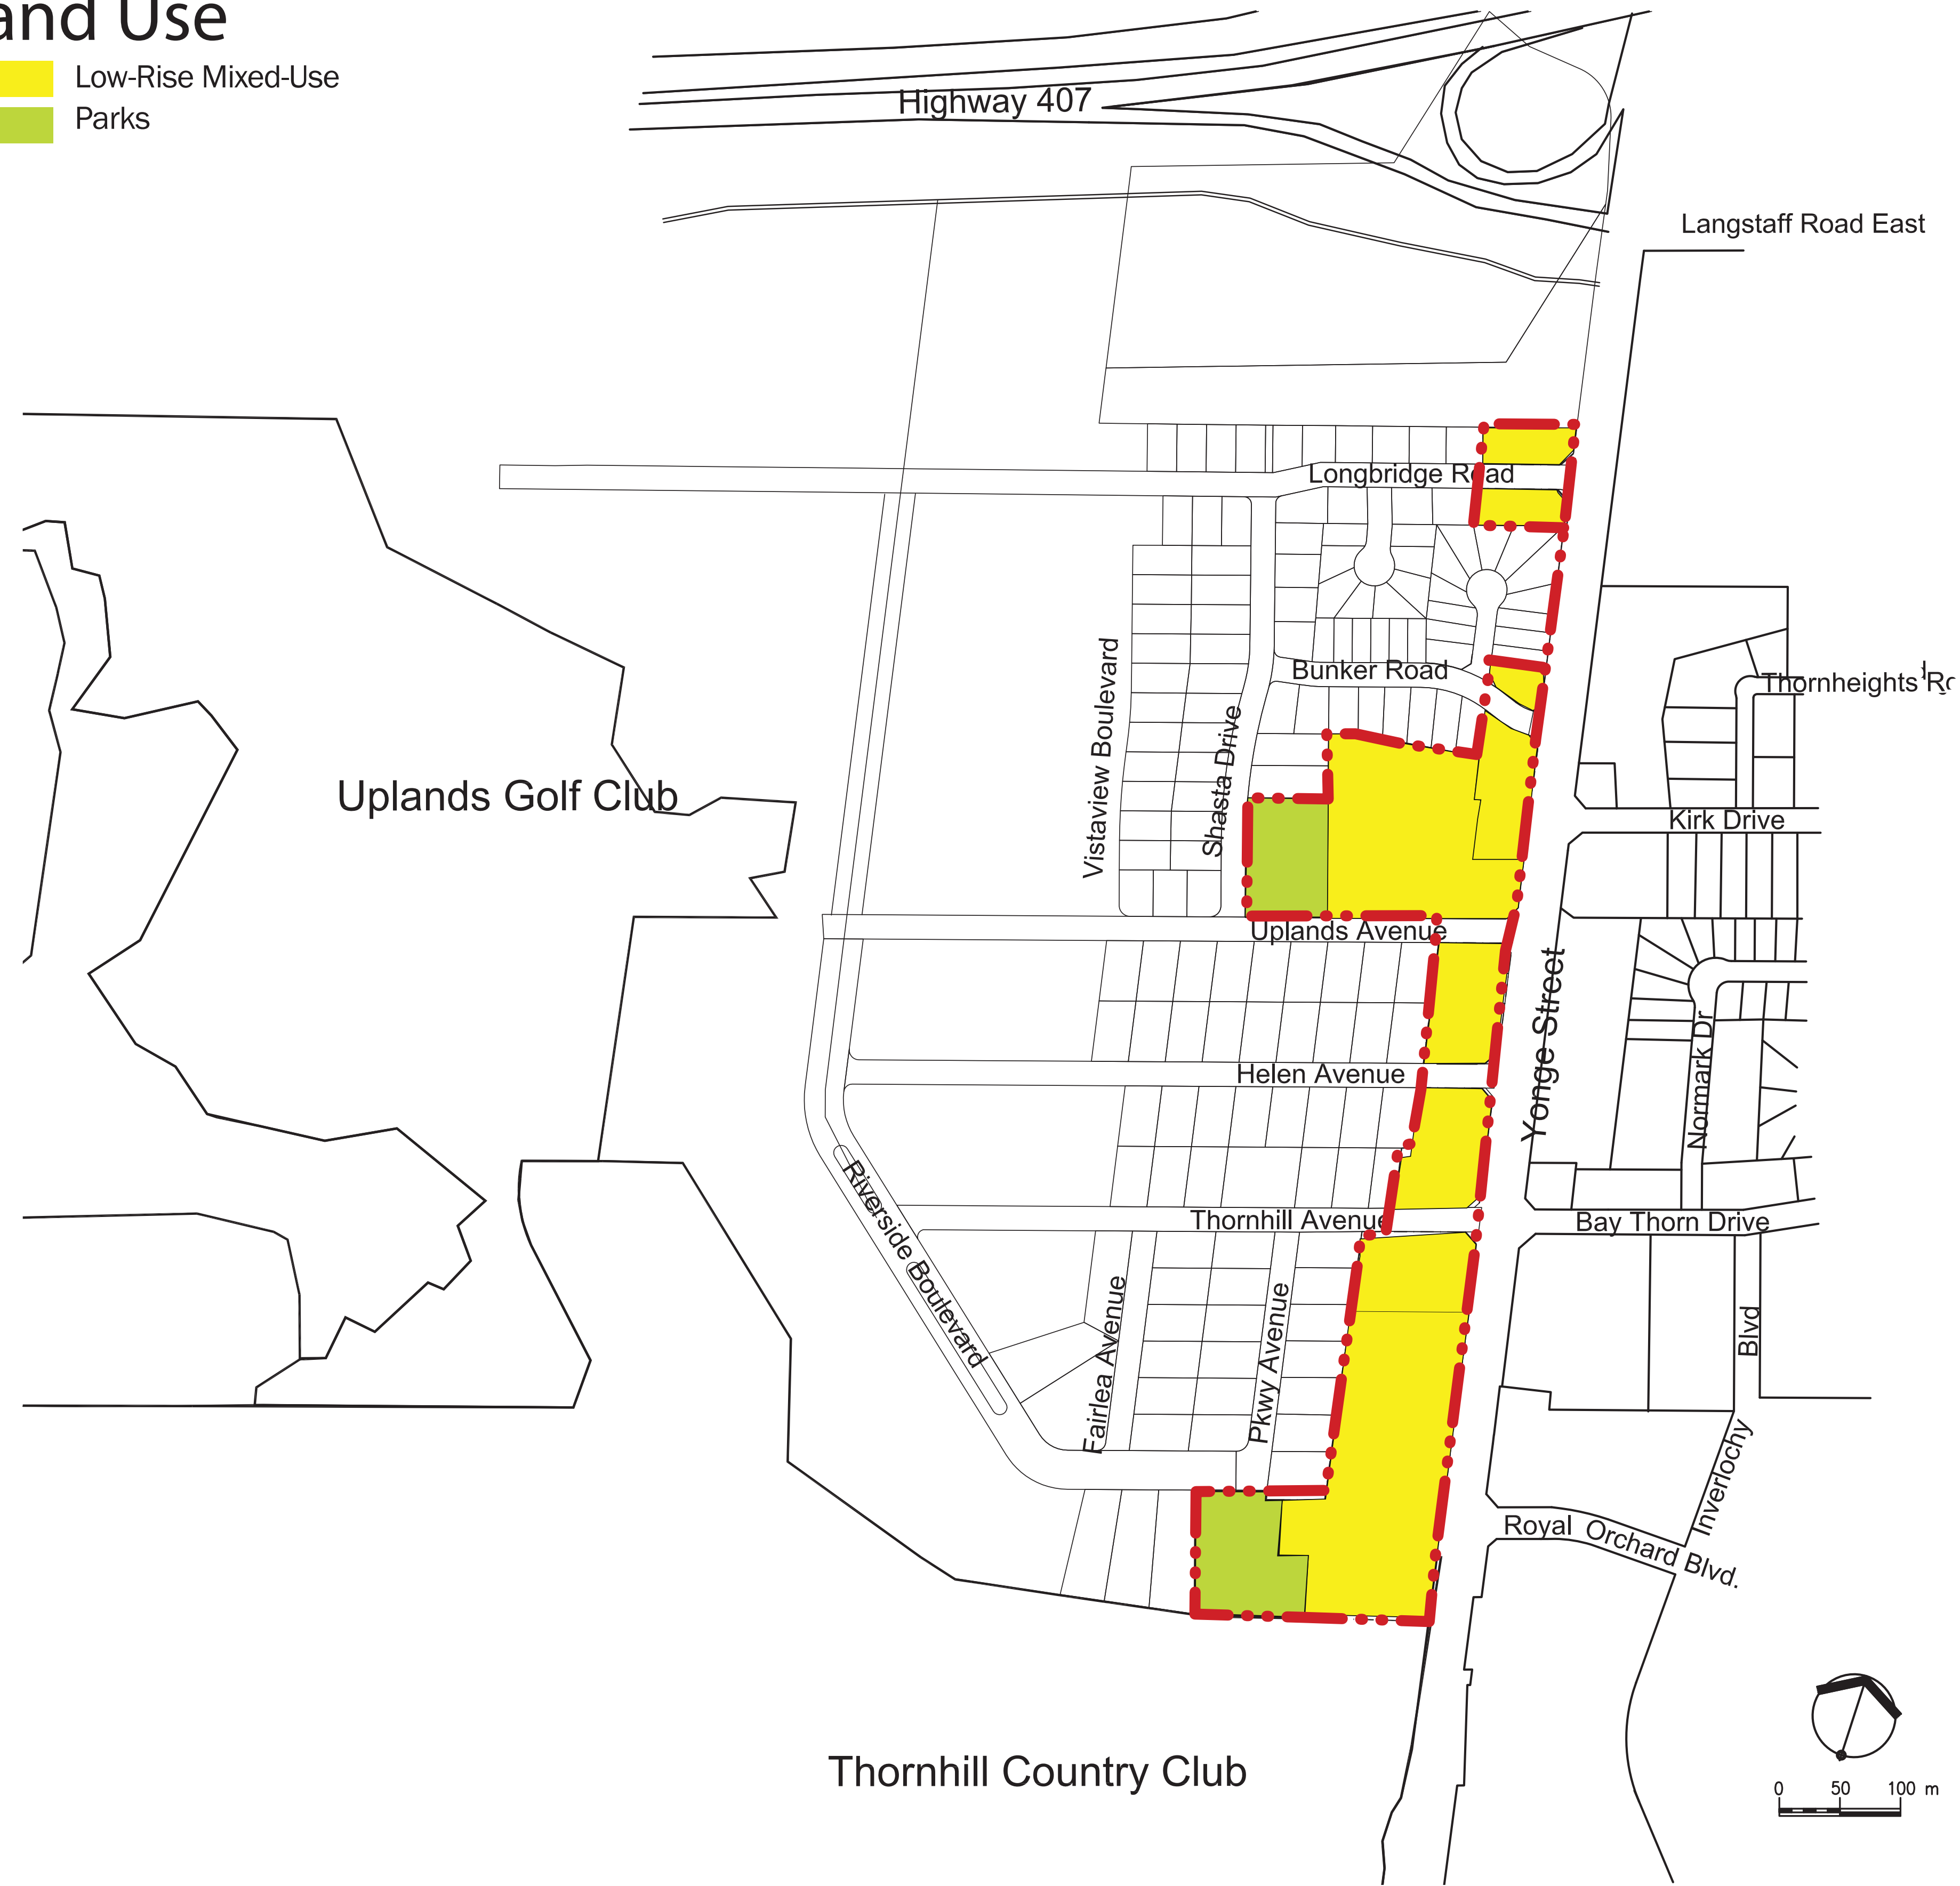 and Use
Low-Rise Mixed-Use
Parks
Highway 407
Langstaff Road East
Longbridge Road
Bunker Road
Thornheights
Vistaview Boulevard
Shasta Drive
Uplands Golf Club
Kirk Drive
Uplands Avenue
Yonge Street
Helen Avenue
Normark Dr
Riverside Boulevard
Thornhill Avenue
Bay Thorn Drive
Fairlea Avenue
Pkwy Avenue
Blvd
Inverlochy
Royal Orchard Blvd.
Thornhill Country Club
0 50 100 m